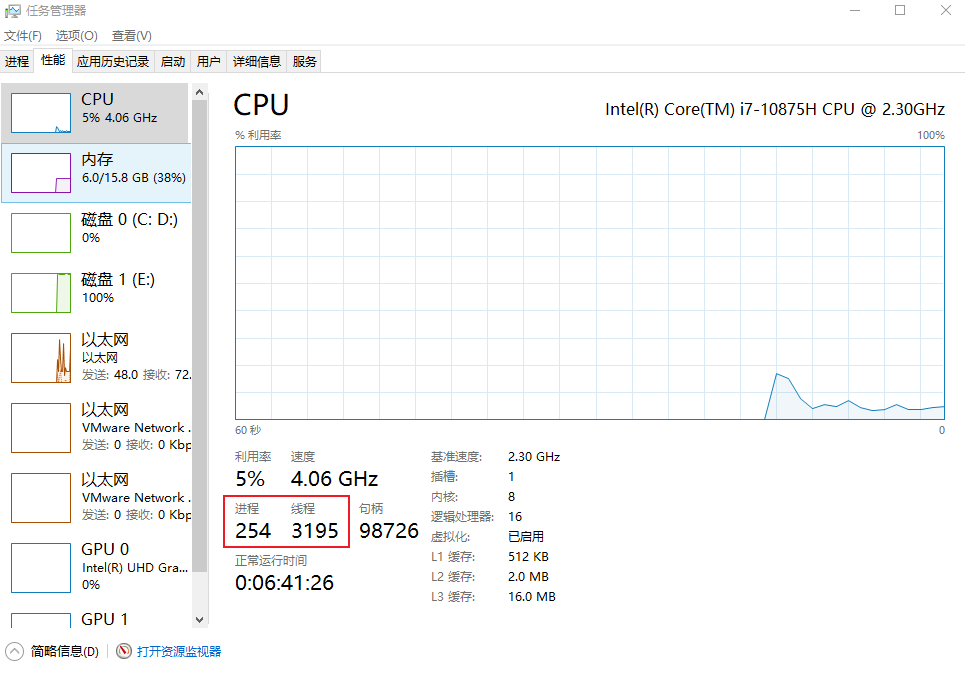 任务管理器
文件(F) 选项(O) 查看(V)
进程 性能 应用历史记录 启动 用户 详细信息 服务
CPU
5% 4.06 GHz
内存
6.0/15.8 GB (38%)
磁盘 0 (C: D:)
0%
磁盘 1 (E:)
100%
以太网
以太网
发送: 48.0 接收: 72.
以太网
VMware Network .
发送: 0 接收: 0 Kbp
以太网
VMware Network .
发送: 0 接收: 0 Kbp
GPU 0
Intel(R) UHD Gra...
0%
GPU 1
CPU Intel(R) Core(TM) i7-10875H CPU @ 2.30GHz
% 利用率 100%
60 秒 0
利用率 速度
5% 4.06 GHz
进程 线程 句柄
254 3195 98726
正常运行时间
0:06:41:26
基准速度: 2.30 GHz
插槽: 1
内核: 8
逻辑处理器: 16
虚拟化: 已启用
L1 缓存: 512 KB
L2 缓存: 2.0 MB
L3 缓存: 16.0 MB
简略信息(D) 打开资源监视器